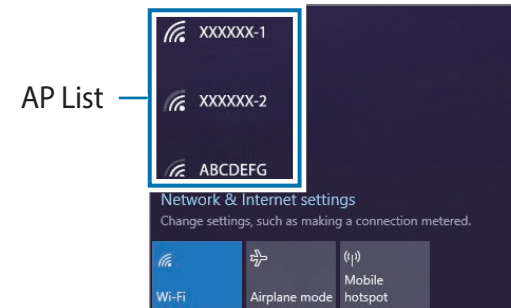 XXXXXX-1
AP List
XXXXXX-2
ABCDEFG
Network & Internet settings
Change settings, such as making a connection metered.
Wi-Fi
Airplane mode
Mobile
hotspot